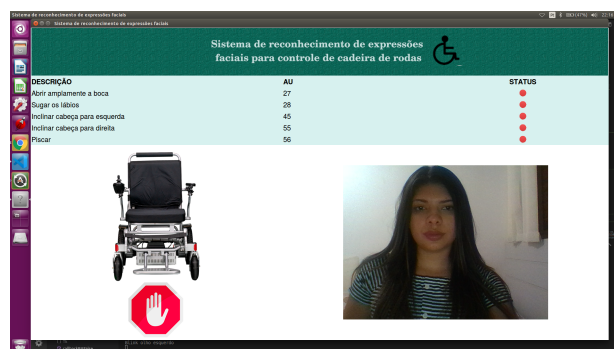 Sistema de reconhecimento de expressões faciais
Sistema de reconhecimento de expressões faciais
Sistema de reconhecimento de expressões
faciais para controle de cadeira de rodas
DESCRIÇÃO AU STATUS
Abrir amplamente a boca 27
Sugar os lábios 28
Inclinar cabeça para esquerda 45
Inclinar cabeça para direita 55
Piscar 56